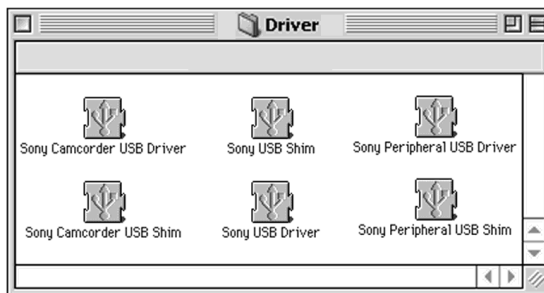 Driver
Sony Camcorder USB Driver
Sony USB Shim
Sony Peripheral USB Driver
Sony Camcorder USB Shim
Sony USB Driver
Sony Peripheral USB Shim